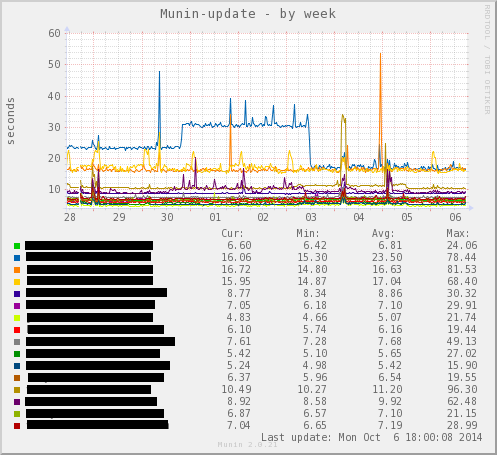 Munin-update - by week
RRDTOOL / TOBI OETIKER
seconds
60
50
40
30
20
10
28 29 30 01 02 03 04 05 06
Cur: Min: Avg: Max:
6.60 6.42 6.81 24.06
16.06 15.30 23.50 78.44
16.72 14.80 16.63 81.53
15.95 14.87 17.04 68.40
8.77 8.34 8.86 30.32
7.05 6.18 7.10 29.91
4.83 4.66 5.07 21.74
6.10 5.74 6.16 19.44
7.61 7.28 7.68 49.13
5.42 5.10 5.65 27.02
5.24 4.98 5.42 15.90
6.37 5.96 6.54 19.55
10.49 10.27 11.20 96.30
8.92 8.58 9.92 62.48
6.87 6.57 7.10 21.15
7.04 6.65 7.19 28.99
Last update: Mon Oct 6 18:00:08 2014
Munin 2.0.21